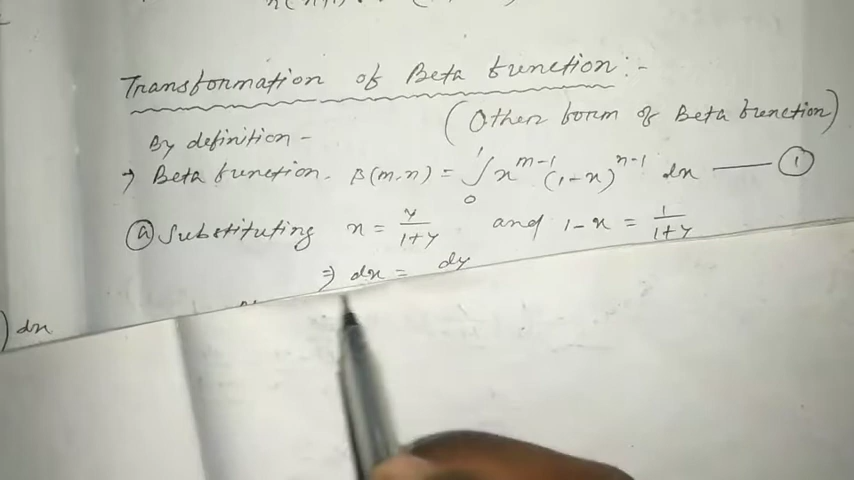 Transformation of Beta function :-
(Other form of Beta function)
By definition -
→ Beta function. β(m.n) = ∫₀¹ x^{m-1} (1-x)^{n-1} dx —— ①
ⓐ Substituting x = y/(1+y) and 1-x = 1/(1+y)
⇒ dx = dy
) dx